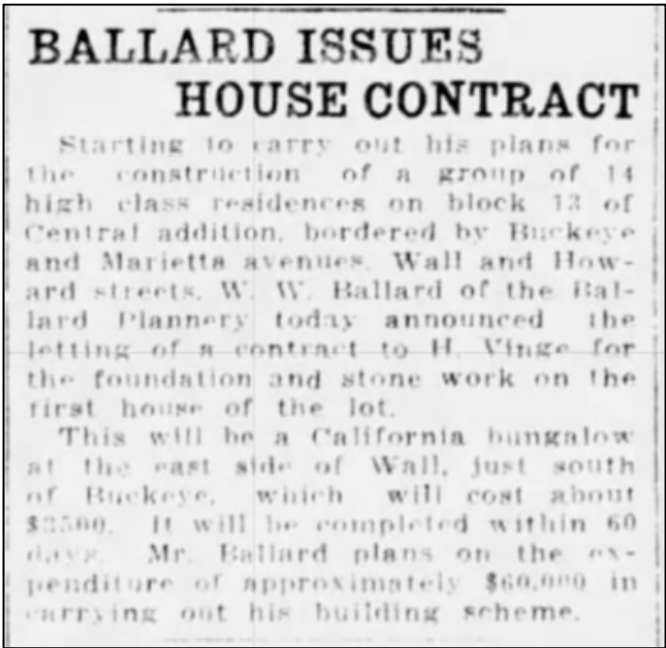 BALLARD ISSUES
HOUSE CONTRACT
Starting to carry out his plans for
the construction of a group of 14
high class residences on block 13 of
Central addition, bordered by Buckeye
and Marietta avenues, Wall and How-
ard streets, W. W. Ballard of the Bal-
lard Plannery today announced the
letting of a contract to H. Vinge for
the foundation and stone work on the
first house of the lot.
This will be a California bungalow
at the east side of Wall, just south
of Buckeye, which will cost about
It will be completed within 60
days. Mr. Ballard plans on the ex-
penditure of approximately $60,000 in
carrying out his building scheme.